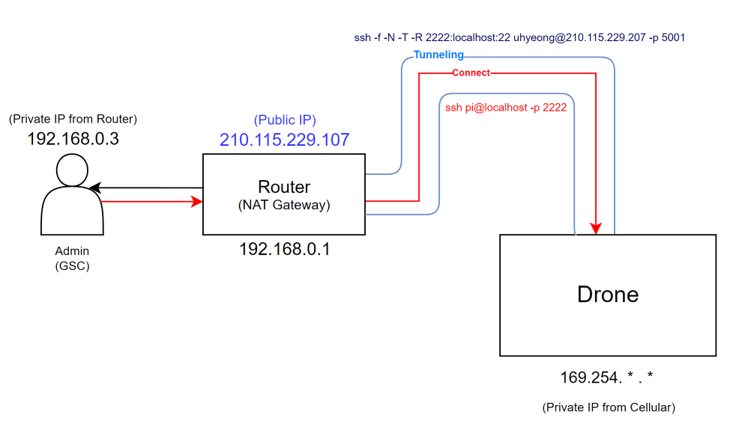 ssh -f -N -T -R 2222:localhost:22 uhyeong@210.115.229.207 -p 5001
Tunneling
Connect
ssh pi@localhost -p 2222
(Private IP from Router)
192.168.0.3
(Public IP)
210.115.229.107
Router
(NAT Gateway)
192.168.0.1
Admin
(GSC)
Drone
169.254. * . *
(Private IP from Cellular)